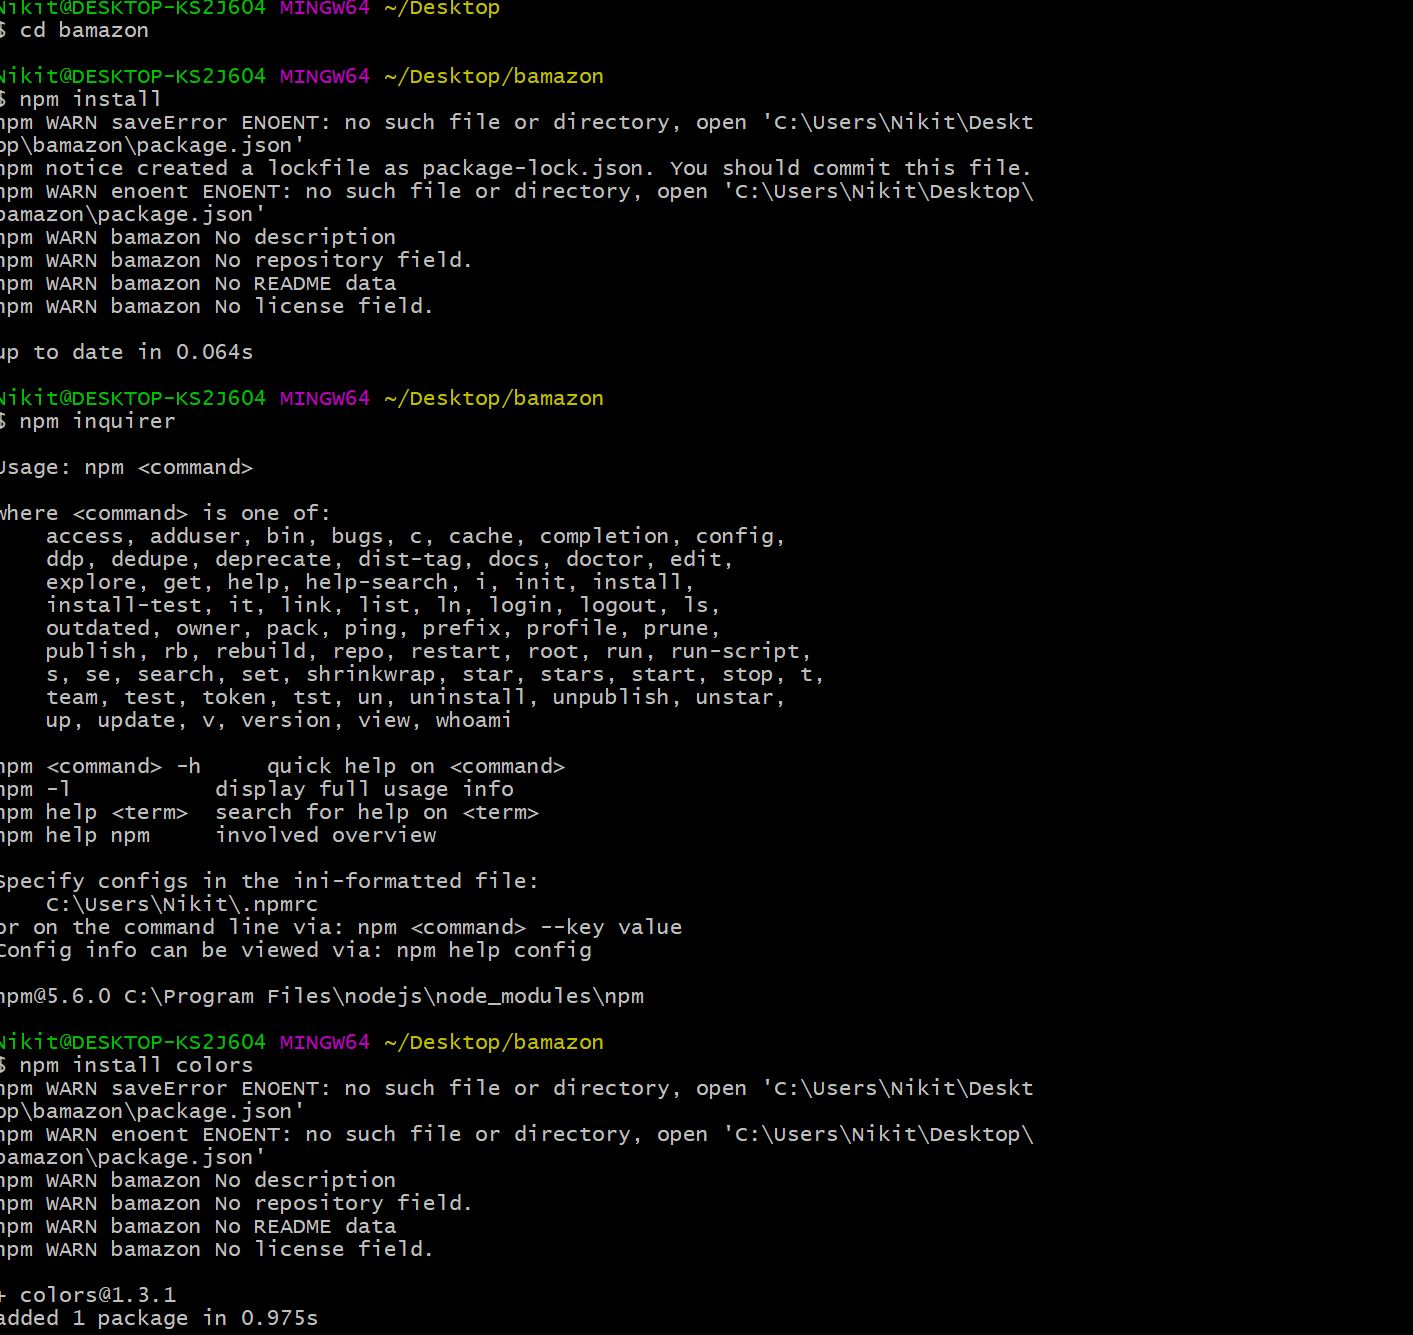 Nikit@DESKTOP-KS2J604 MINGW64 ~/Desktop
$ cd bamazon
Nikit@DESKTOP-KS2J604 MINGW64 ~/Desktop/bamazon
$ npm install
npm WARN saveError ENOENT: no such file or directory, open 'C:\Users\Nikit\Deskt
op\bamazon\package.json'
npm notice created a lockfile as package-lock.json. You should commit this file.
npm WARN enoent ENOENT: no such file or directory, open 'C:\Users\Nikit\Desktop\
bamazon\package.json'
npm WARN bamazon No description
npm WARN bamazon No repository field.
npm WARN bamazon No README data
npm WARN bamazon No license field.
up to date in 0.064s
Nikit@DESKTOP-KS2J604 MINGW64 ~/Desktop/bamazon
$ npm inquirer
Usage: npm <command>
where <command> is one of:
access, adduser, bin, bugs, c, cache, completion, config,
ddp, dedupe, deprecate, dist-tag, docs, doctor, edit,
explore, get, help, help-search, i, init, install,
install-test, it, link, list, ln, login, logout, ls,
outdated, owner, pack, ping, prefix, profile, prune,
publish, rb, rebuild, repo, restart, root, run, run-script,
s, se, search, set, shrinkwrap, star, stars, start, stop, t,
team, test, token, tst, un, uninstall, unpublish, unstar,
up, update, v, version, view, whoami
npm <command> -h     quick help on <command>
npm -l           display full usage info
npm help <term>  search for help on <term>
npm help npm     involved overview
Specify configs in the ini-formatted file:
C:\Users\Nikit\.npmrc
or on the command line via: npm <command> --key value
Config info can be viewed via: npm help config
npm@5.6.0 C:\Program Files\nodejs\node_modules\npm
Nikit@DESKTOP-KS2J604 MINGW64 ~/Desktop/bamazon
$ npm install colors
npm WARN saveError ENOENT: no such file or directory, open 'C:\Users\Nikit\Deskt
op\bamazon\package.json'
npm WARN enoent ENOENT: no such file or directory, open 'C:\Users\Nikit\Desktop\
bamazon\package.json'
npm WARN bamazon No description
npm WARN bamazon No repository field.
npm WARN bamazon No README data
npm WARN bamazon No license field.
+ colors@1.3.1
added 1 package in 0.975s